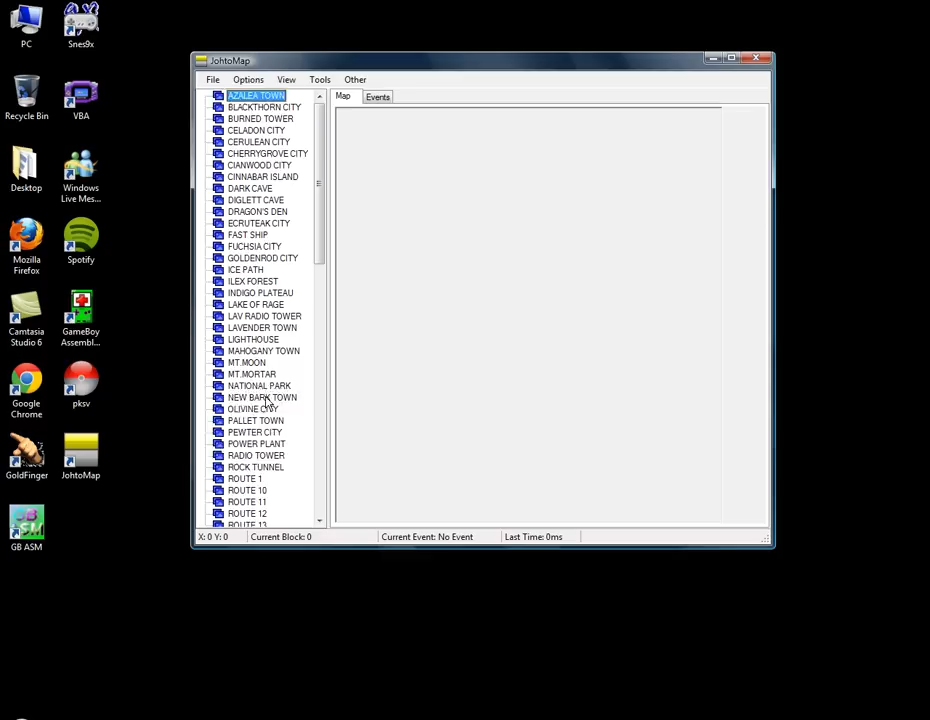 PC
Snes9x
Recycle Bin
VBA
Desktop
Windows
Live Mes...
Mozilla
Firefox
Spotify
Camtasia
Studio 6
GameBoy
Assembl...
Google
Chrome
pksv
GoldFinger
JohtoMap
GB ASM
JohtoMap
File Options View Tools Other
AZALEA TOWN
BLACKTHORN CITY
BURNED TOWER
CELADON CITY
CERULEAN CITY
CHERRYGROVE CITY
CIANWOOD CITY
CINNABAR ISLAND
DARK CAVE
DIGLETT CAVE
DRAGON'S DEN
ECRUTEAK CITY
FAST SHIP
FUCHSIA CITY
GOLDENROD CITY
ICE PATH
ILEX FOREST
INDIGO PLATEAU
LAKE OF RAGE
LAV RADIO TOWER
LAVENDER TOWN
LIGHTHOUSE
MAHOGANY TOWN
MT.MOON
MT.MORTAR
NATIONAL PARK
NEW BARK TOWN
OLIVINE CITY
PALLET TOWN
PEWTER CITY
POWER PLANT
RADIO TOWER
ROCK TUNNEL
ROUTE 1
ROUTE 10
ROUTE 11
ROUTE 12
ROUTE 13
Map Events
X: 0 Y: 0 Current Block: 0 Current Event: No Event Last Time: 0ms